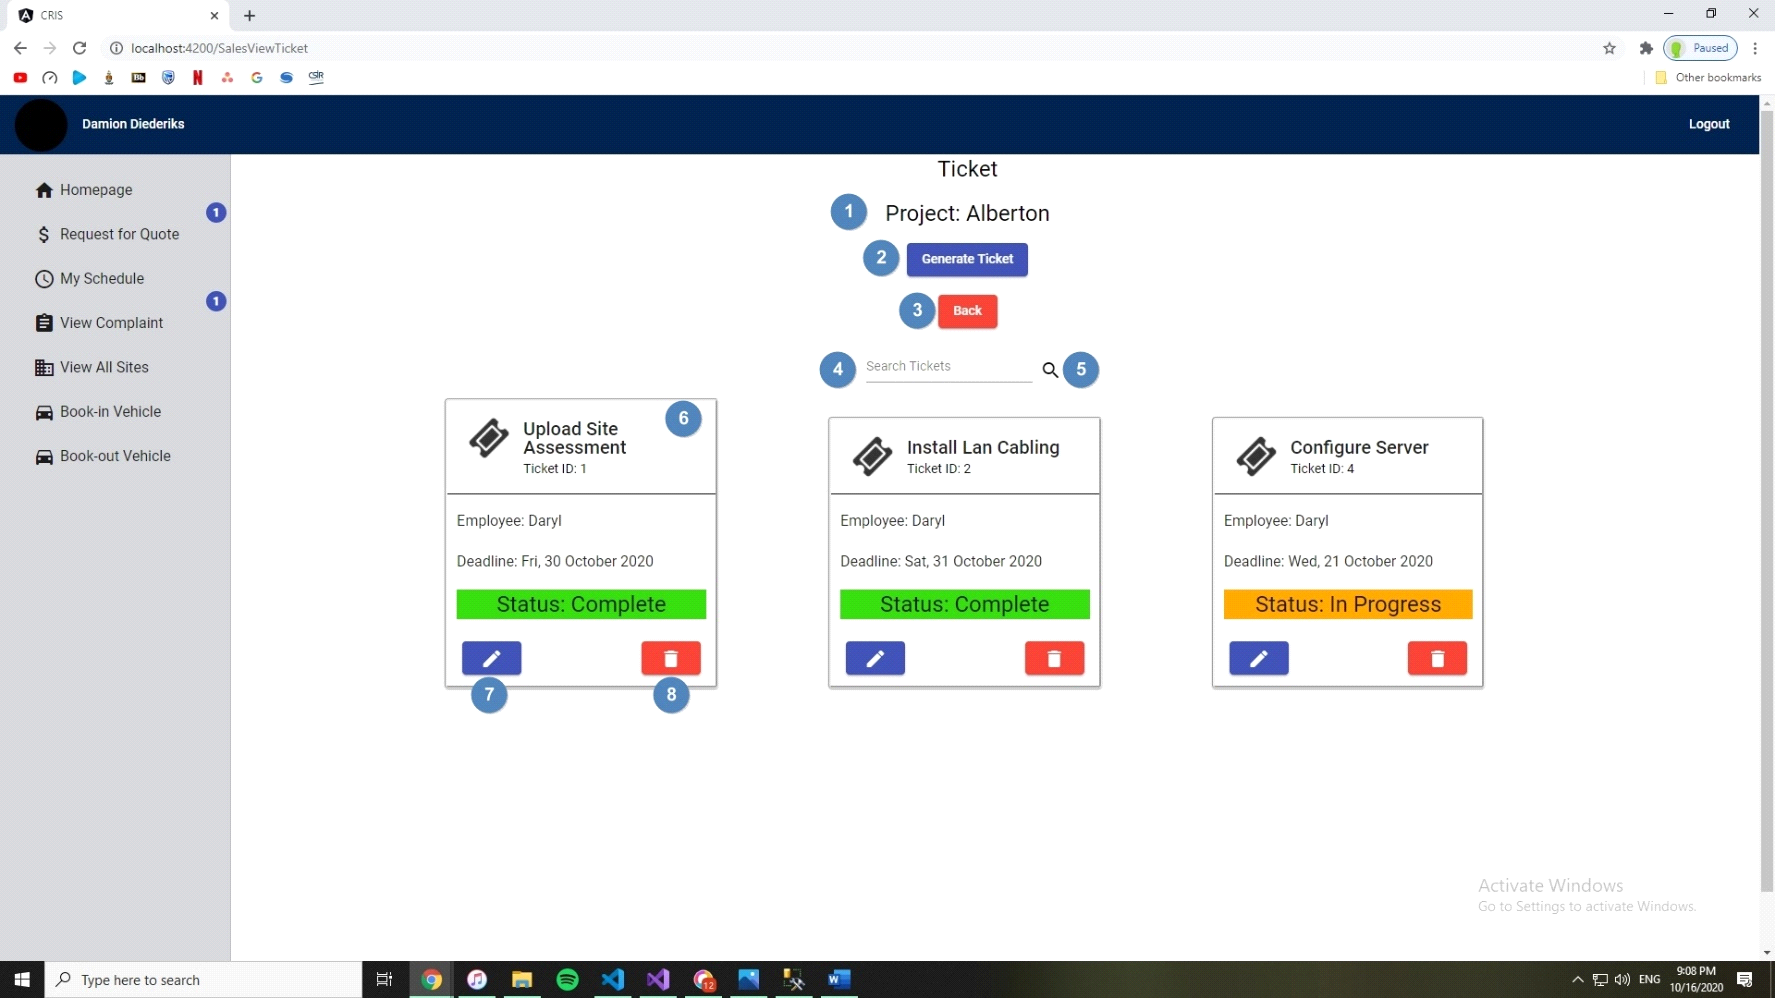 CRIS
localhost:4200/SalesViewTicket
Paused
Bb
N
G
CSIR
Other bookmarks
Damion Diederiks
Logout
Homepage
1
Request for Quote
My Schedule
1
View Complaint
View All Sites
Book-in Vehicle
Book-out Vehicle
Ticket
1
Project: Alberton
2
Generate Ticket
3
Back
4
Search Tickets
5
6
Upload Site
Assessment
Ticket ID: 1
Employee: Daryl
Deadline: Fri, 30 October 2020
Status: Complete
7
8
Install Lan Cabling
Ticket ID: 2
Employee: Daryl
Deadline: Sat, 31 October 2020
Status: Complete
Configure Server
Ticket ID: 4
Employee: Daryl
Deadline: Wed, 21 October 2020
Status: In Progress
Activate Windows
Go to Settings to activate Windows.
Type here to search
12
W
ENG
9:08 PM
10/16/2020